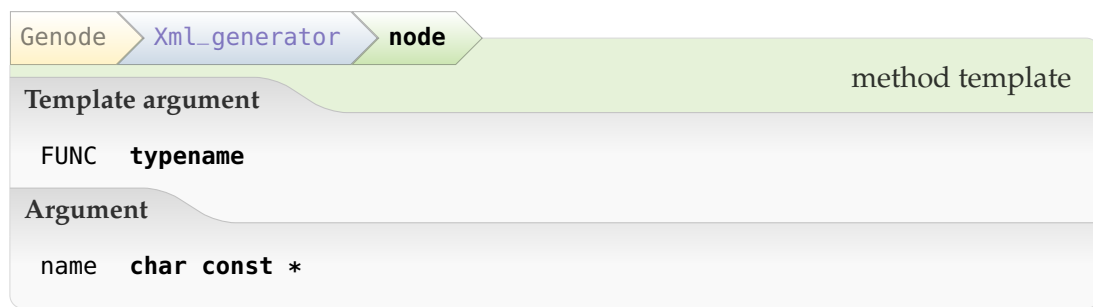 Genode Xml_generator node
method template
Template argument
FUNC typename
Argument
name char const *